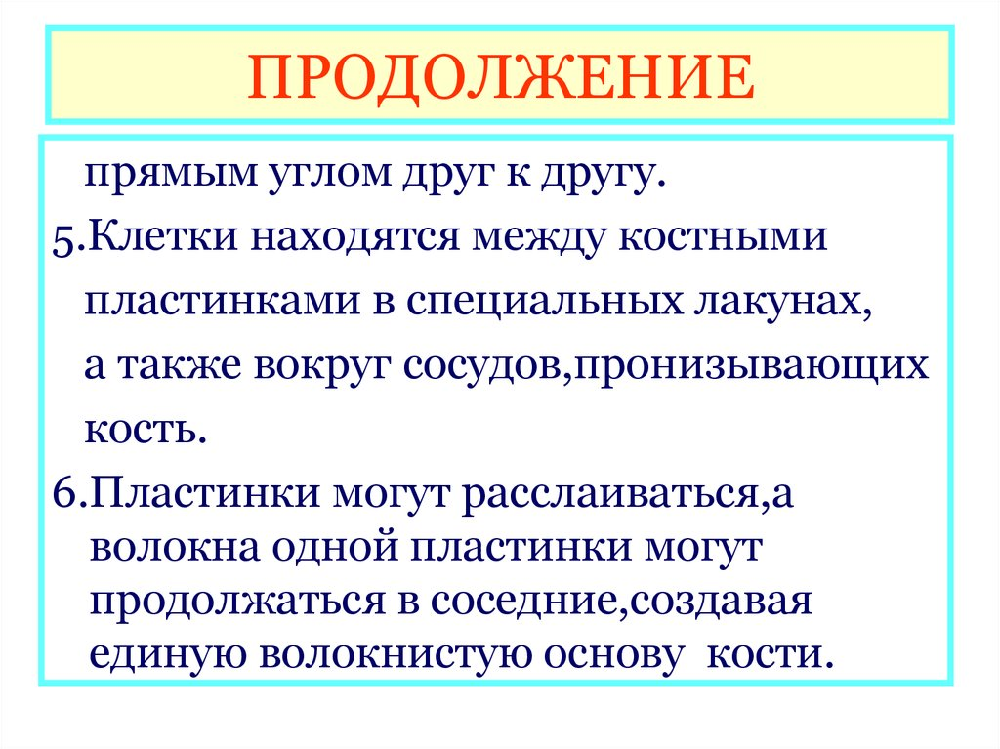 ПРОДОЛЖЕНИЕ
прямым углом друг к другу.
5.Клетки находятся между костными
пластинками в специальных лакунах,
а также вокруг сосудов,пронизывающих
кость.
6.Пластинки могут расслаиваться,а
волокна одной пластинки могут
продолжаться в соседние,создавая
единую волокнистую основу кости.